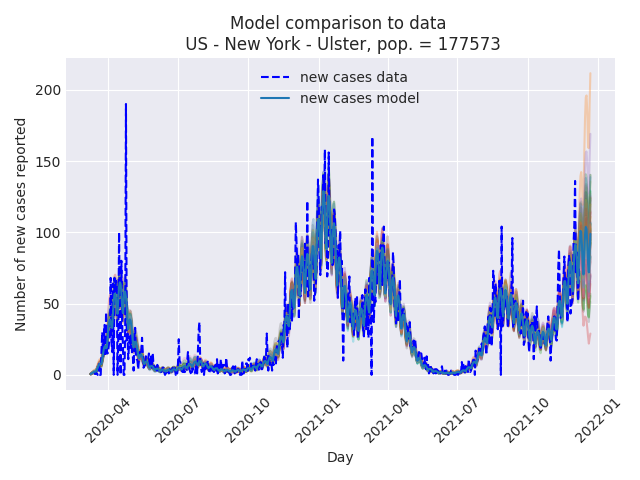 Model comparison to data
US - New York - Ulster, pop. = 177573
new cases data
new cases model
Number of new cases reported
200
150
100
50
0
2020-04
2020-07
2020-10
2021-01
2021-04
2021-07
2021-10
2022-01
Day